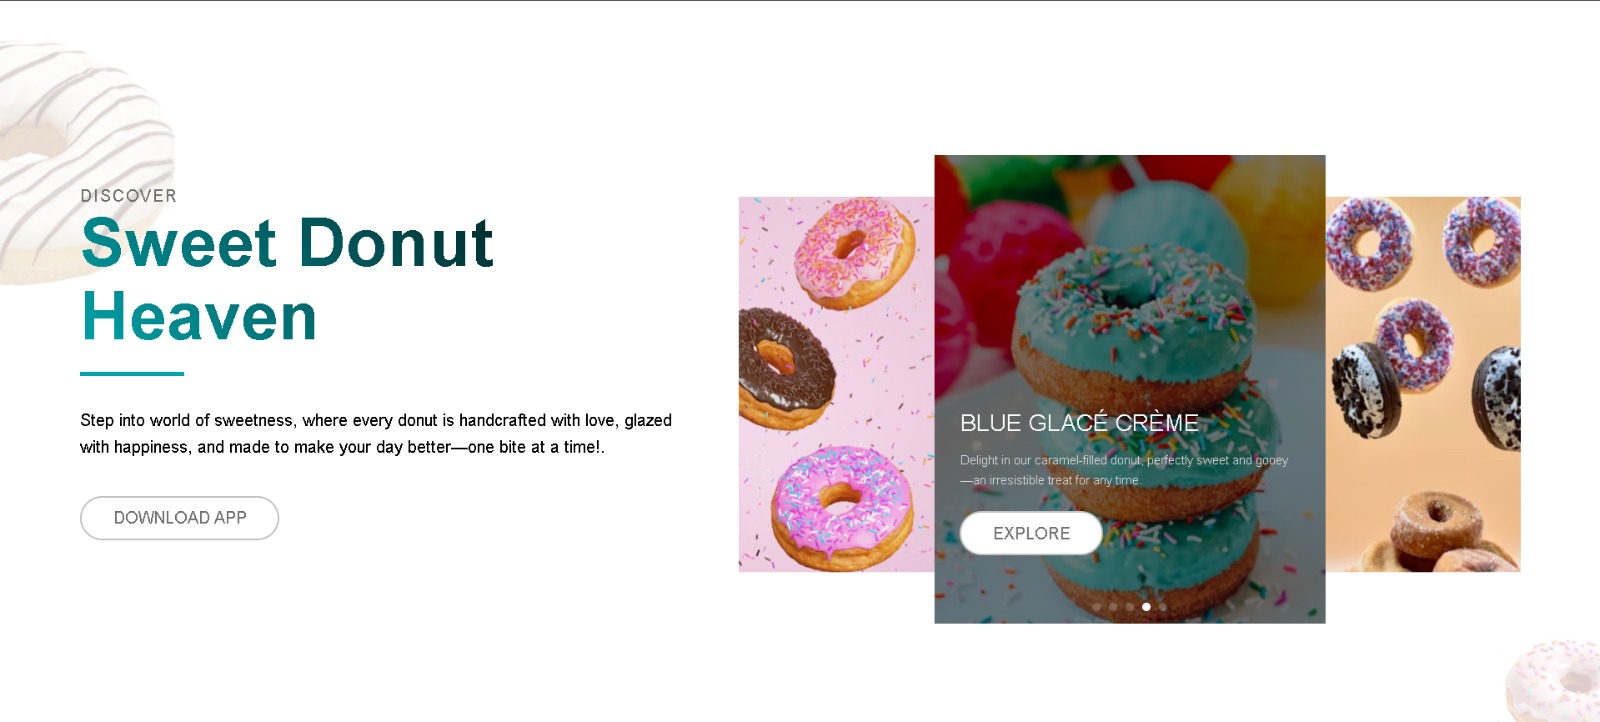 DISCOVER
Sweet Donut
Heaven
Step into world of sweetness, where every donut is handcrafted with love, glazed
with happiness, and made to make your day better—one bite at a time!.
DOWNLOAD APP
BLUE GLACÉ CRÈME
Delight in our caramel-filled donut, perfectly sweet and gooey
—an irresistible treat for any time.
EXPLORE